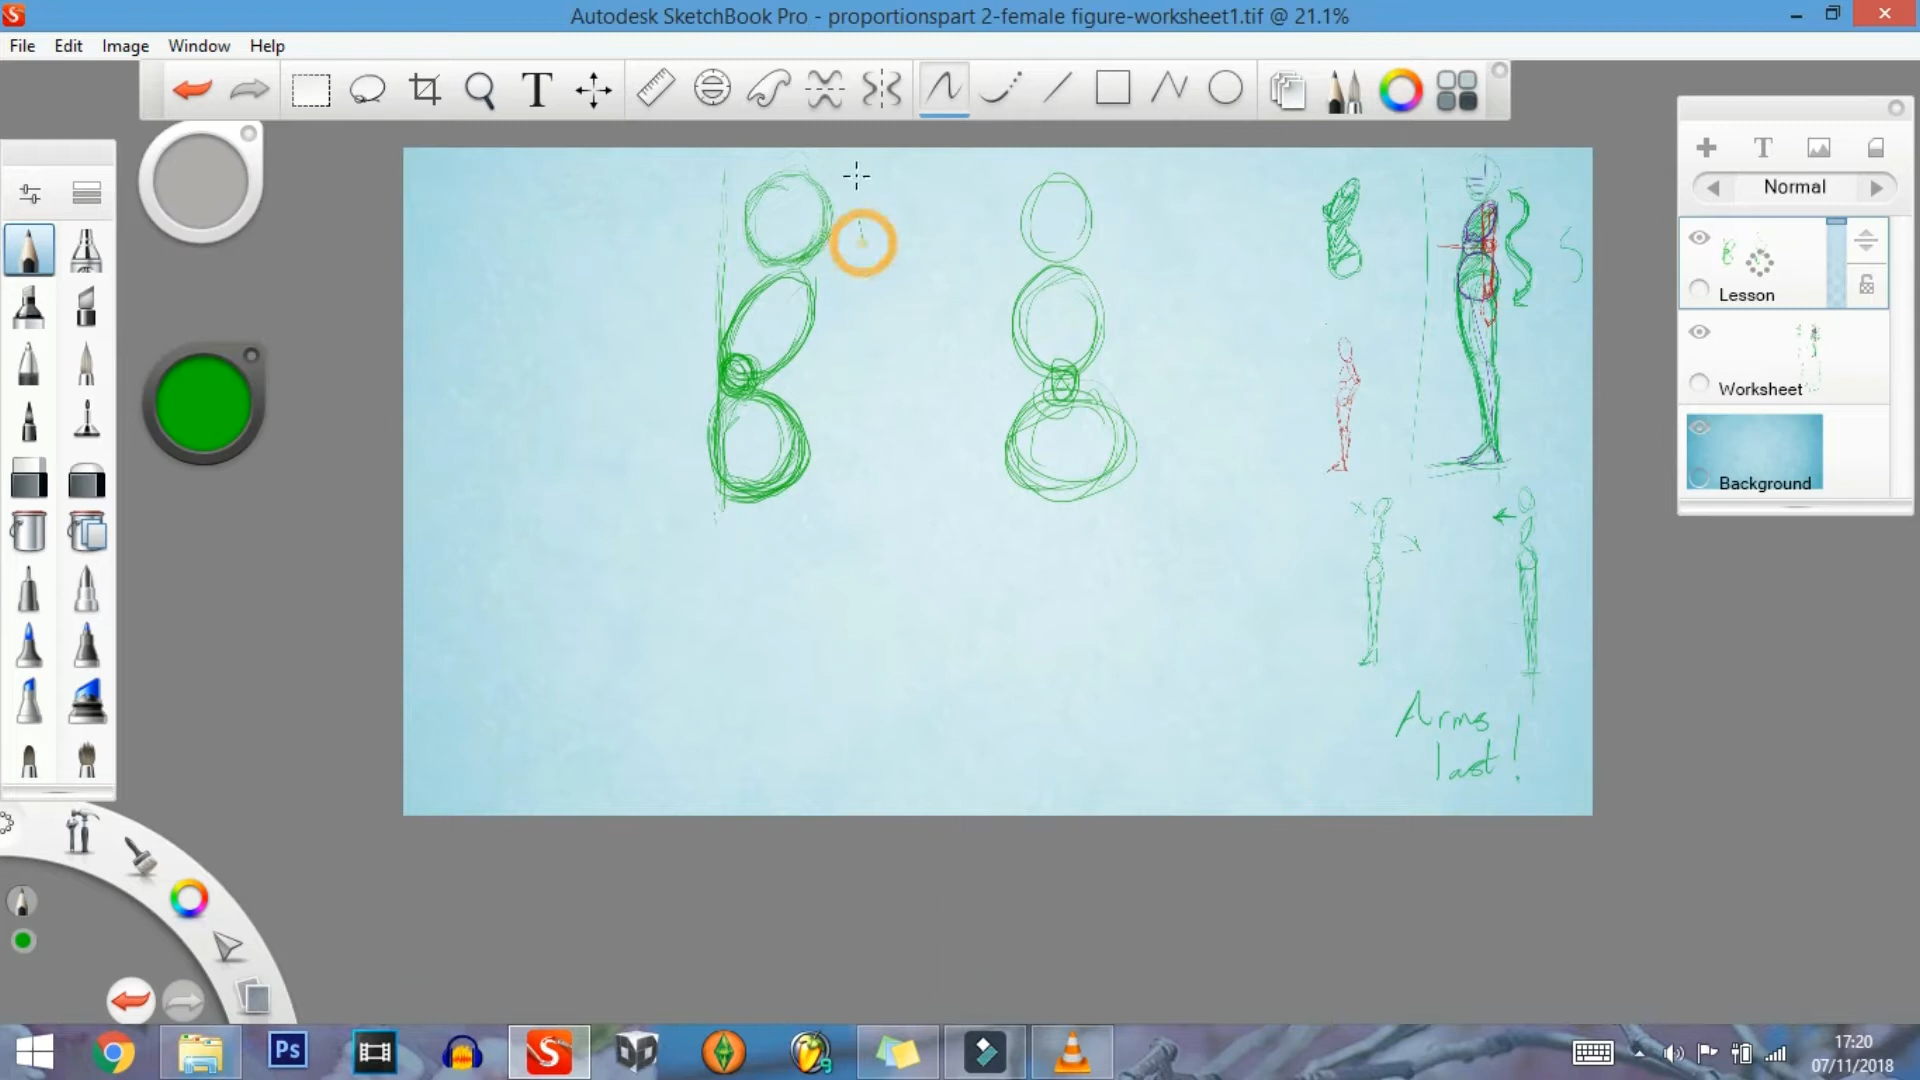 Autodesk SketchBook Pro - proportionspart 2-female figure-worksheet1.tif @ 21.1%
File Edit Image Window Help
Normal
Lesson
Worksheet
Background
Arms
last!
Ps
17:20
07/11/2018